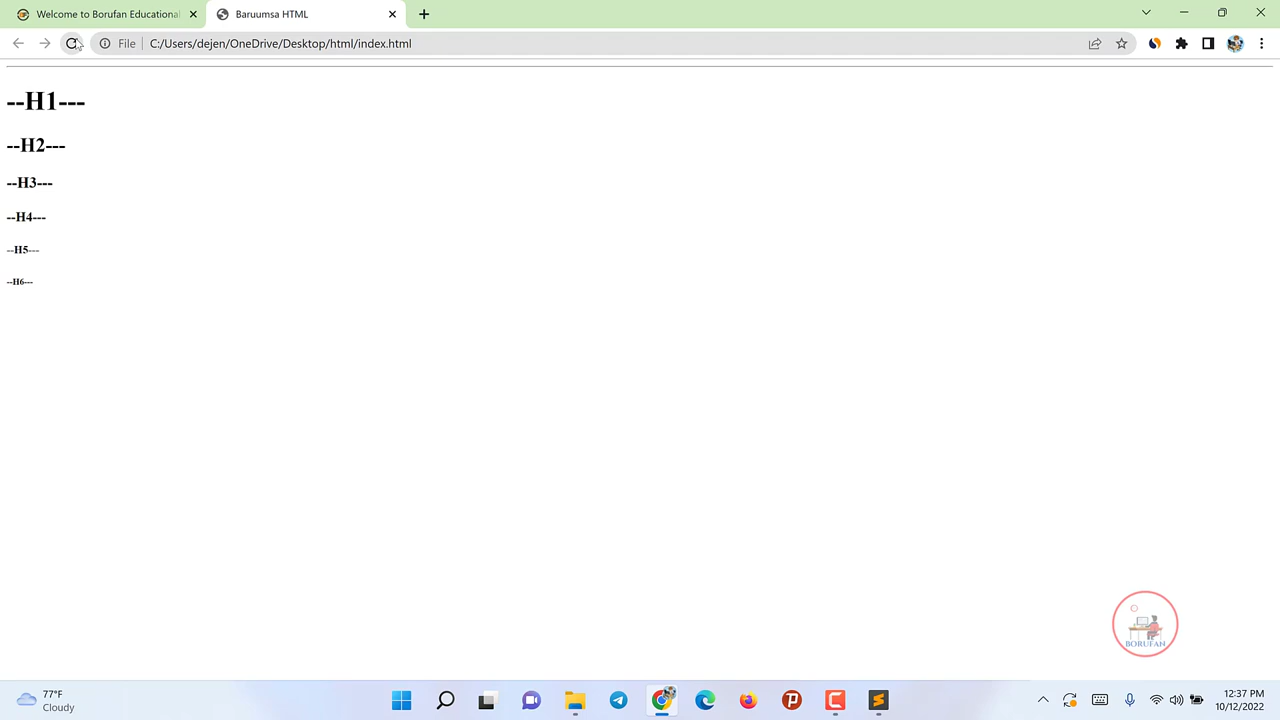 Welcome to Borufan Educational
Baruumsa HTML
File
C:/Users/dejen/OneDrive/Desktop/html/index.html
--H1---
--H2---
--H3---
--H4---
--H5---
--H6---
BORUFAN
77°F
Cloudy
12:37 PM
10/12/2022